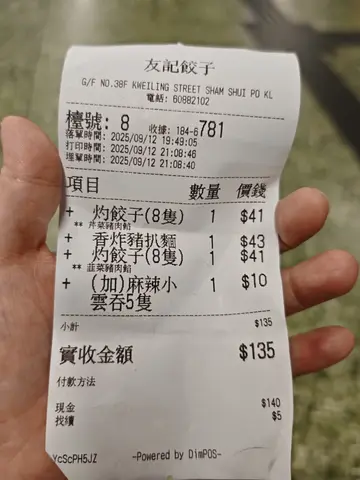 友記餃子
G/F NO.38F KWEILING STREET SHAM SHUI PO KL
電話: 60882102
檯號: 8 收據: 184-6781
落單時間: 2025/09/12 19:49:05
打印時間: 2025/09/12 21:08:46
埋單時間: 2025/09/12 21:08:40
項目 數量 價錢
+ 灼餃子(8隻) 1 $41
** 芹菜豬肉餡
+ 香炸豬扒麵 1 $43
+ 灼餃子(8隻) 1 $41
** 韮菜豬肉餡
+ (加)麻辣小 1 $10
雲吞5隻
小計 $135
實收金額 $135
付款方法
現金 $140
找續 $5
YcScPH5JZ -Powered by DimPOS-